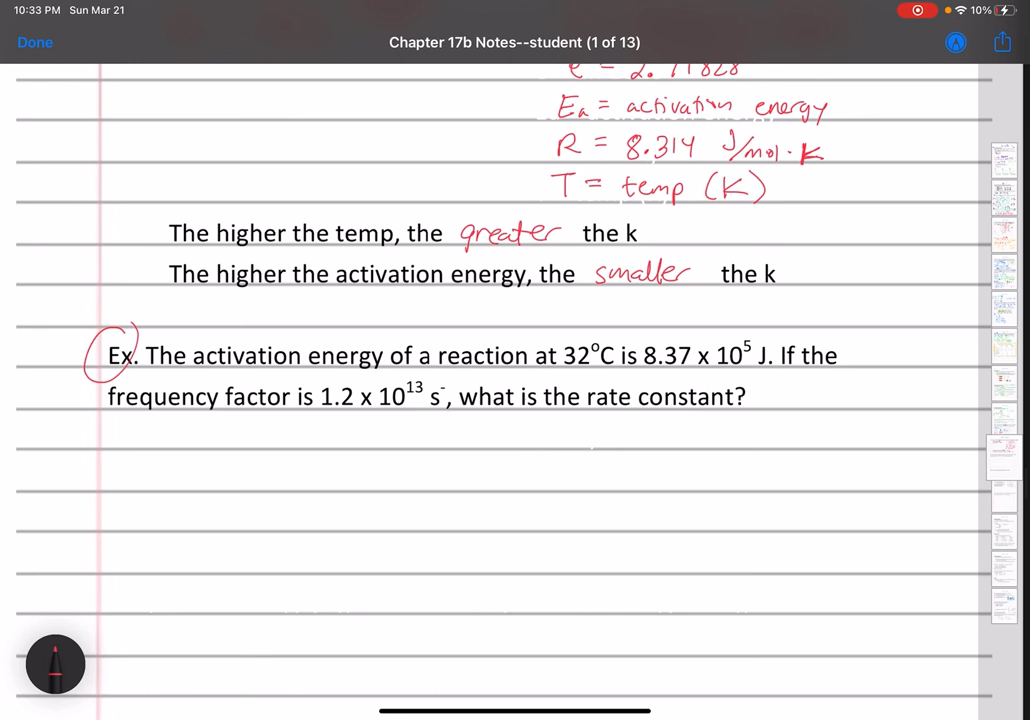 10:33 PM Sun Mar 21
10%
Done
Chapter 17b Notes--student (1 of 13)
e = 2.71828
Ea = activation energy
R = 8.314 J/mol·K
T = temp (K)
The higher the temp, the greater the k
The higher the activation energy, the smaller the k
Ex. The activation energy of a reaction at 32°C is 8.37 x 10⁵ J. If the
frequency factor is 1.2 x 10¹³ s⁻, what is the rate constant?